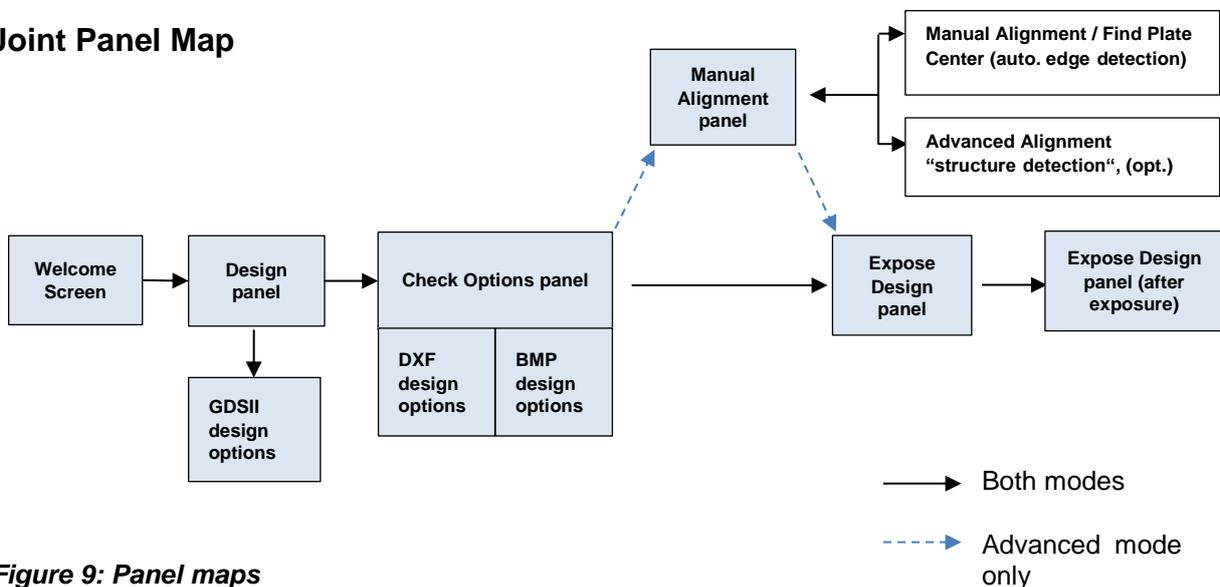 Joint Panel Map
Manual
Alignment
panel
Manual Alignment / Find Plate
Center (auto. edge detection)
Advanced Alignment
“structure detection“, (opt.)
Welcome
Screen
Design
panel
Check Options panel
Expose
Design
panel
Expose Design
panel (after
exposure)
GDSII
design
options
DXF
design
options
BMP
design
options
Both modes
Advanced mode
only
Figure 9: Panel maps